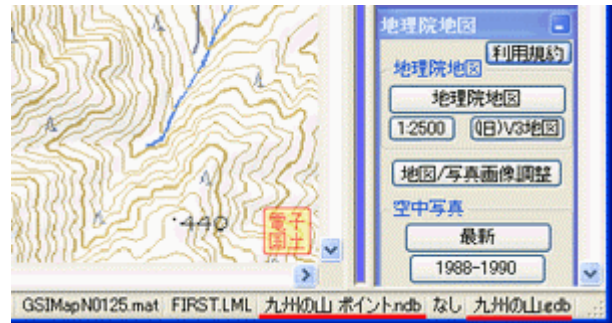 地理院地図
利用規約
地理院地図
地理院地図
1:2500 (旧)V3地図
地図/写真画像調整
空中写真
最新
1988-1990
・440
電子
国土
GSIMapN0125.mat FIRST.LML 九州の山 ポイント.ndb なし 九州の山.gdb